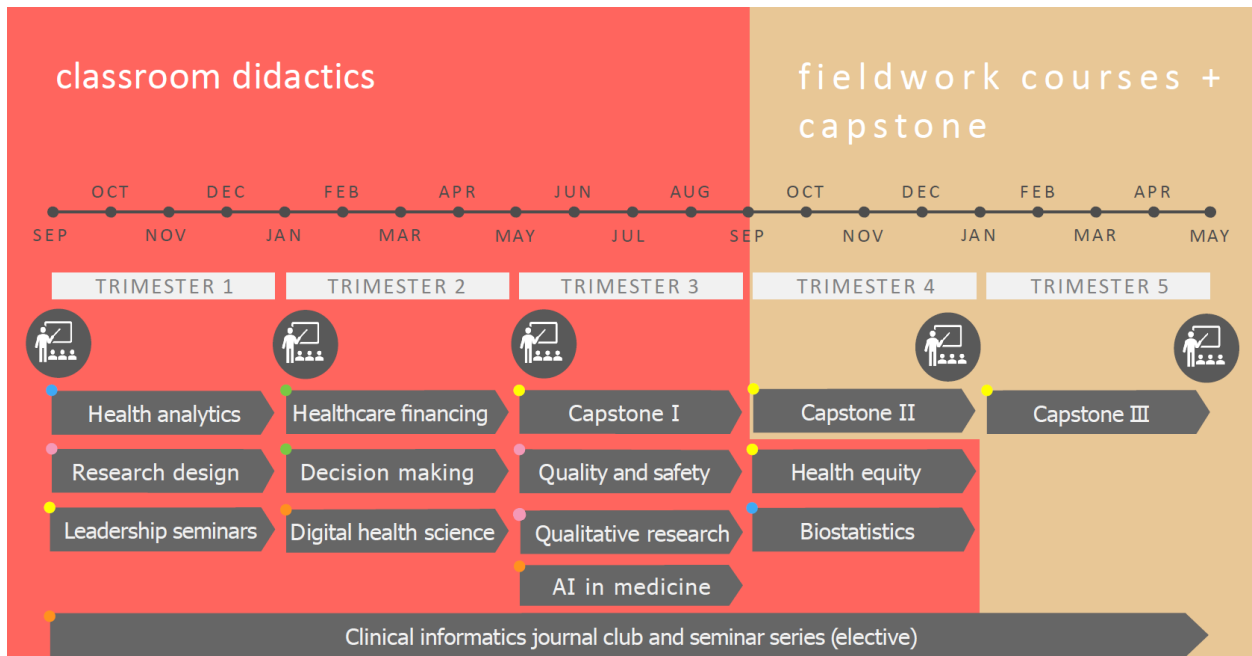 classroom didactics
fieldwork courses +
capstone
OCT DEC FEB APR JUN AUG OCT DEC FEB APR
SEP NOV JAN MAR MAY JUL SEP NOV JAN MAR MAY
TRIMESTER 1 TRIMESTER 2 TRIMESTER 3 TRIMESTER 4 TRIMESTER 5
Health analytics Healthcare financing Capstone I Capstone II Capstone III
Research design Decision making Quality and safety Health equity
Leadership seminars Digital health science Qualitative research Biostatistics
AI in medicine
Clinical informatics journal club and seminar series (elective)